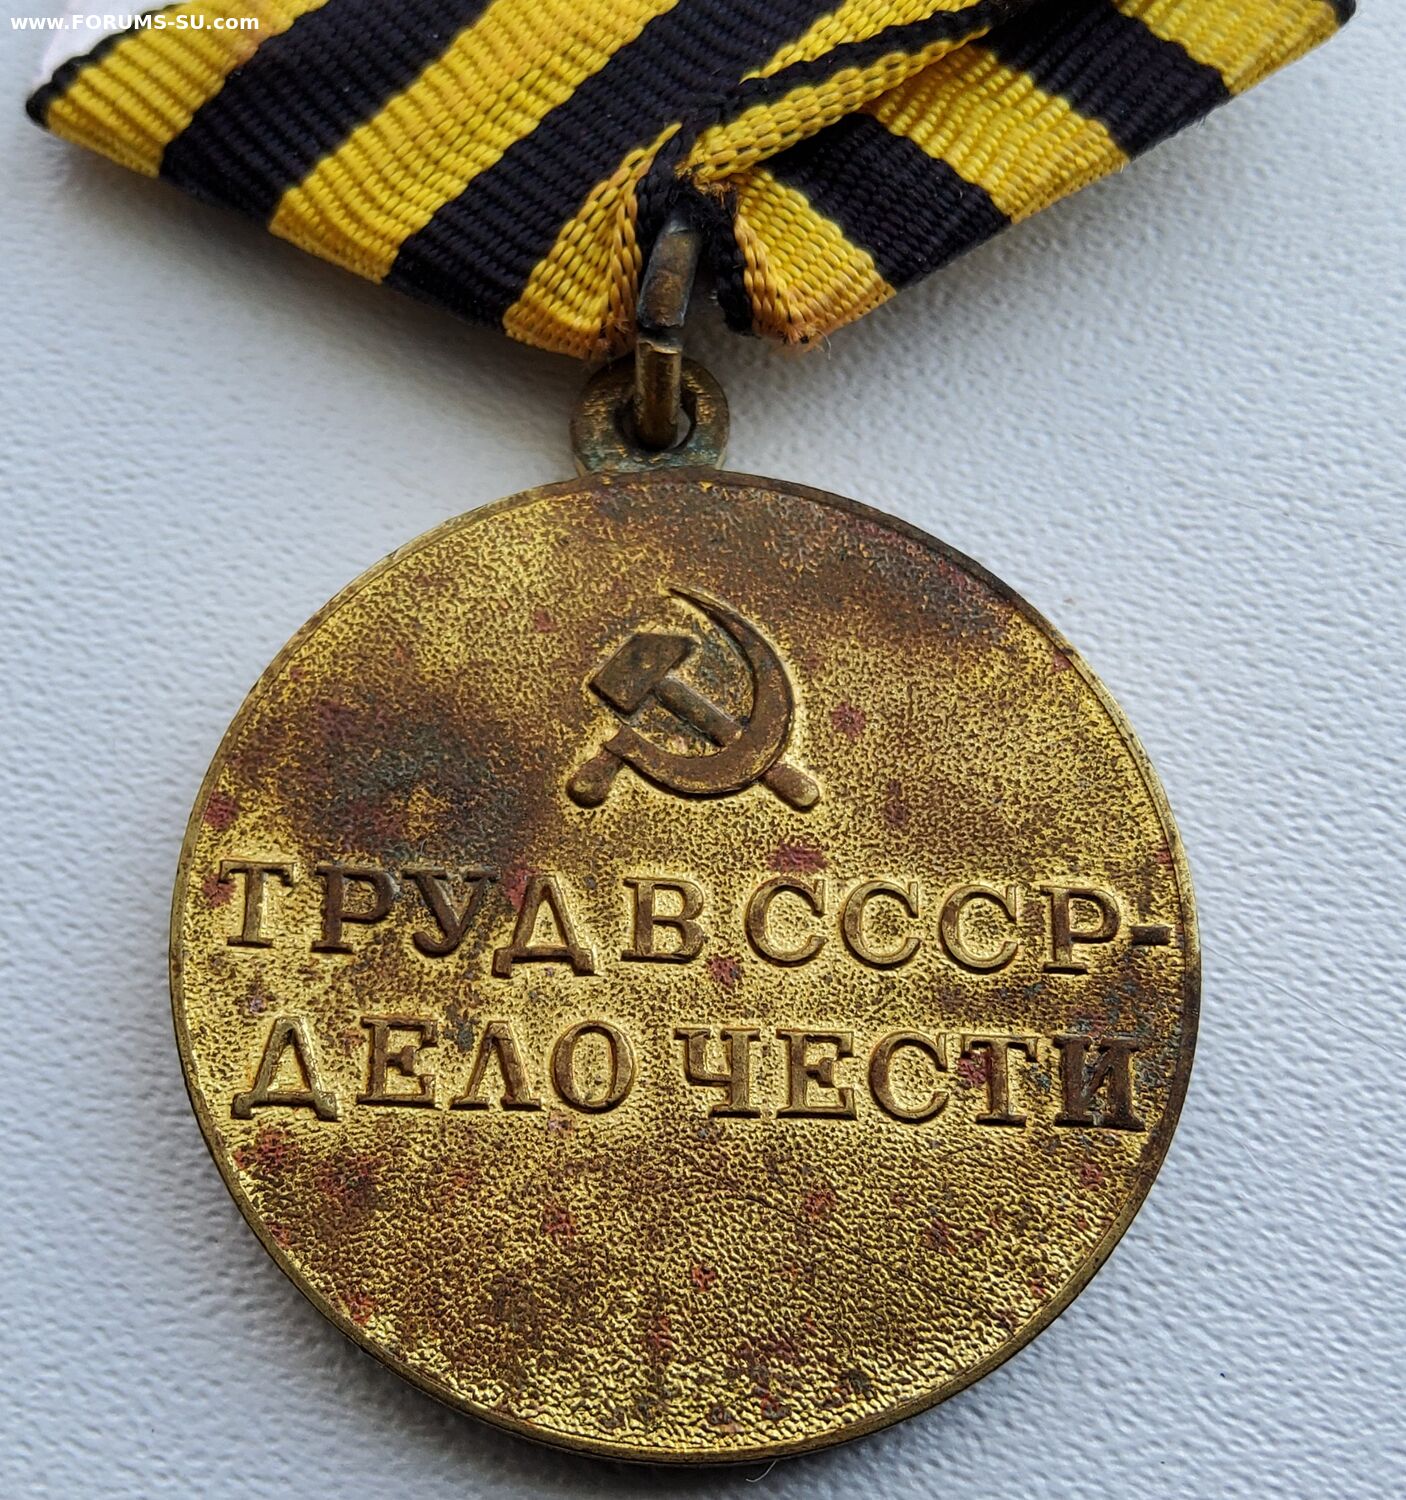 www.FORUMS-SU.com
ТРУД В СССР-
ДЕЛО ЧЕСТИ